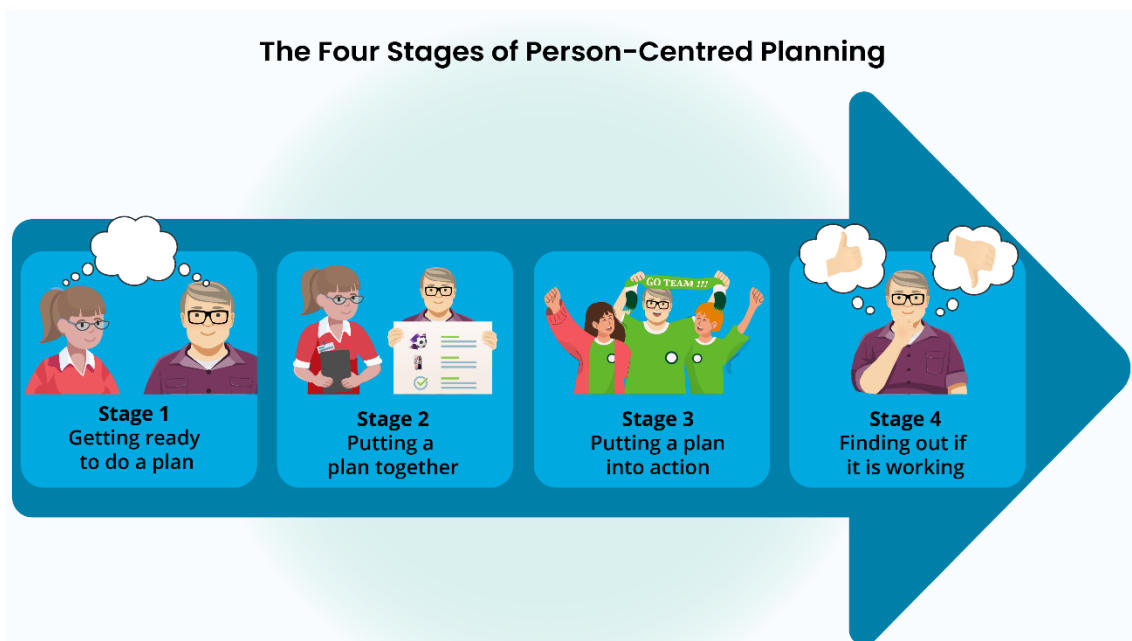 The Four Stages of Person-Centred Planning
Stage 1
Getting ready
to do a plan
Stage 2
Putting a
plan together
GO TEAM !!!
Stage 3
Putting a plan
into action
Stage 4
Finding out if
it is working